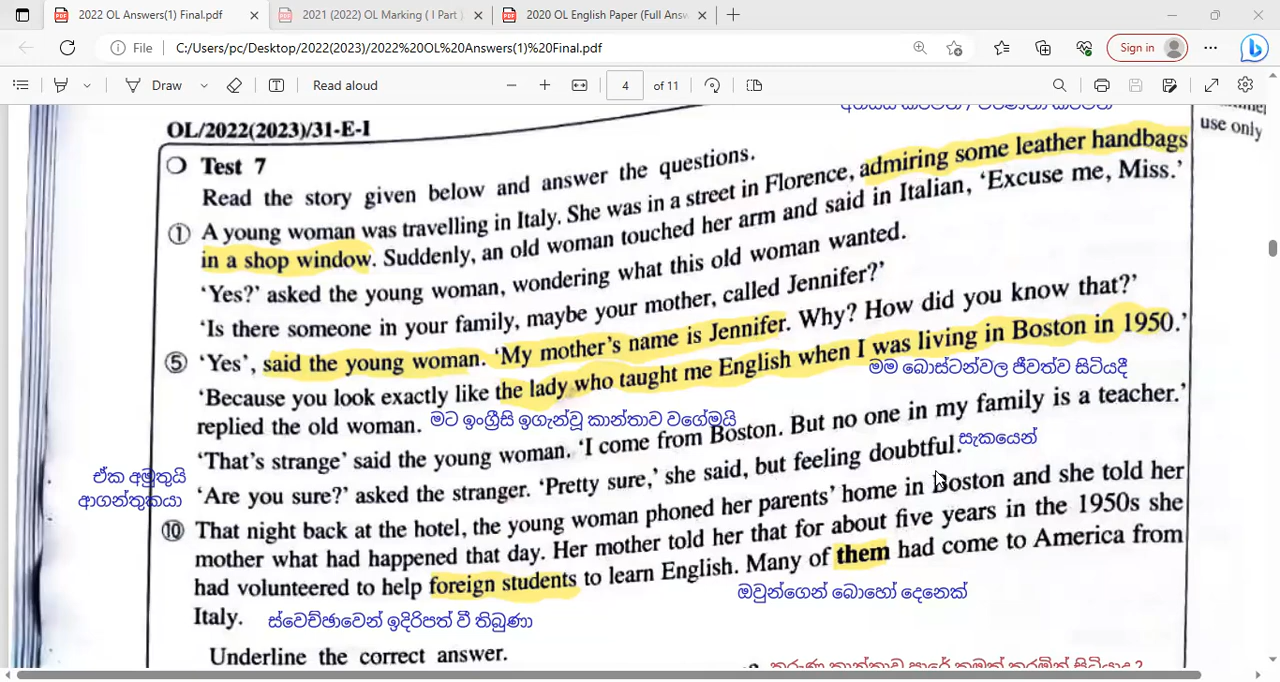 2022 OL Answers(1) Final.pdf
2021 (2022) OL Marking ( I Part )
2020 OL English Paper (Full Answ
File C:/Users/pc/Desktop/2022(2023)/2022%20OL%20Answers(1)%20Final.pdf
Sign in
Draw
Read aloud
4 of 11
use only
OL/2022(2023)/31-E-I
Test 7
Read the story given below and answer the questions.
① A young woman was travelling in Italy. She was in a street in Florence, admiring some leather handbags
in a shop window. Suddenly, an old woman touched her arm and said in Italian, ‘Excuse me, Miss.’
‘Yes?’ asked the young woman, wondering what this old woman wanted.
‘Is there someone in your family, maybe your mother, called Jennifer?’
⑤ ‘Yes’, said the young woman. ‘My mother’s name is Jennifer. Why? How did you know that?’
‘Because you look exactly like the lady who taught me English when I was living in Boston in 1950.’
මම බොස්ටන්වල ජීවත්ව සිටියදී
replied the old woman. මට ඉංග්‍රීසි ඉගැන්වූ කාන්තාව වගේමයි
‘That’s strange’ said the young woman. ‘I come from Boston. But no one in my family is a teacher.’
ඒක අමුතුයි
‘Are you sure?’ asked the stranger. ‘Pretty sure,’ she said, but feeling doubtful. සැකයෙන්
ආගන්තුකයා
⑩ That night back at the hotel, the young woman phoned her parents’ home in Boston and she told her
mother what had happened that day. Her mother told her that for about five years in the 1950s she
had volunteered to help foreign students to learn English. Many of them had come to America from
ඔවුන්ගෙන් බොහෝ දෙනෙක්
Italy. ස්වෙච්ඡාවෙන් ඉදිරිපත් වී තිබුණා
Underline the correct answer.